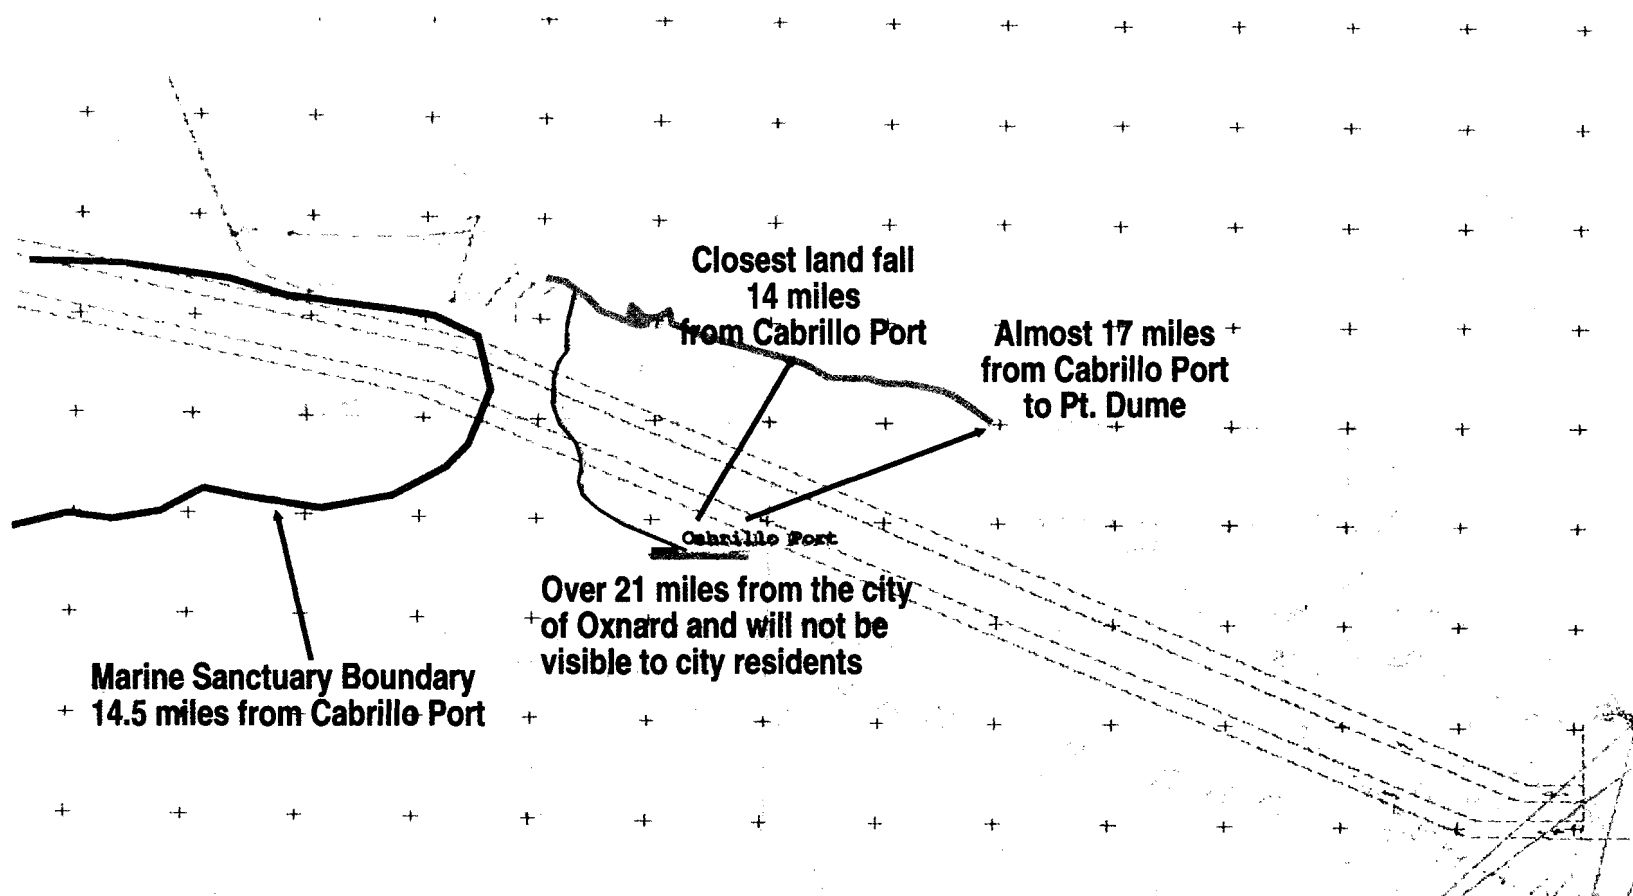 Closest land fall
14 miles
from Cabrillo Port
Almost 17 miles
from Cabrillo Port
to Pt. Dume
Cabrillo Port
Over 21 miles from the city
of Oxnard and will not be
visible to city residents
Marine Sanctuary Boundary
14.5 miles from Cabrillo Port